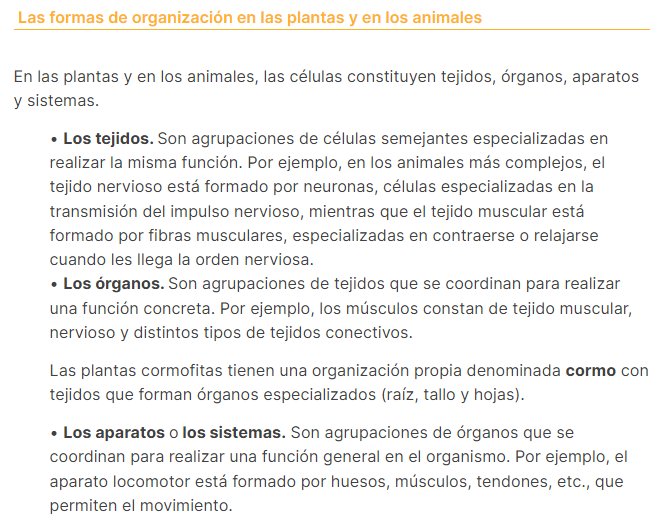 Las formas de organización en las plantas y en los animales
En las plantas y en los animales, las células constituyen tejidos, órganos, aparatos
y sistemas.
• Los tejidos. Son agrupaciones de células semejantes especializadas en
realizar la misma función. Por ejemplo, en los animales más complejos, el
tejido nervioso está formado por neuronas, células especializadas en la
transmisión del impulso nervioso, mientras que el tejido muscular está
formado por fibras musculares, especializadas en contraerse o relajarse
cuando les llega la orden nerviosa.
• Los órganos. Son agrupaciones de tejidos que se coordinan para realizar
una función concreta. Por ejemplo, los músculos constan de tejido muscular,
nervioso y distintos tipos de tejidos conectivos.
Las plantas cormofitas tienen una organización propia denominada cormo con
tejidos que forman órganos especializados (raíz, tallo y hojas).
• Los aparatos o los sistemas. Son agrupaciones de órganos que se
coordinan para realizar una función general en el organismo. Por ejemplo, el
aparato locomotor está formado por huesos, músculos, tendones, etc., que
permiten el movimiento.